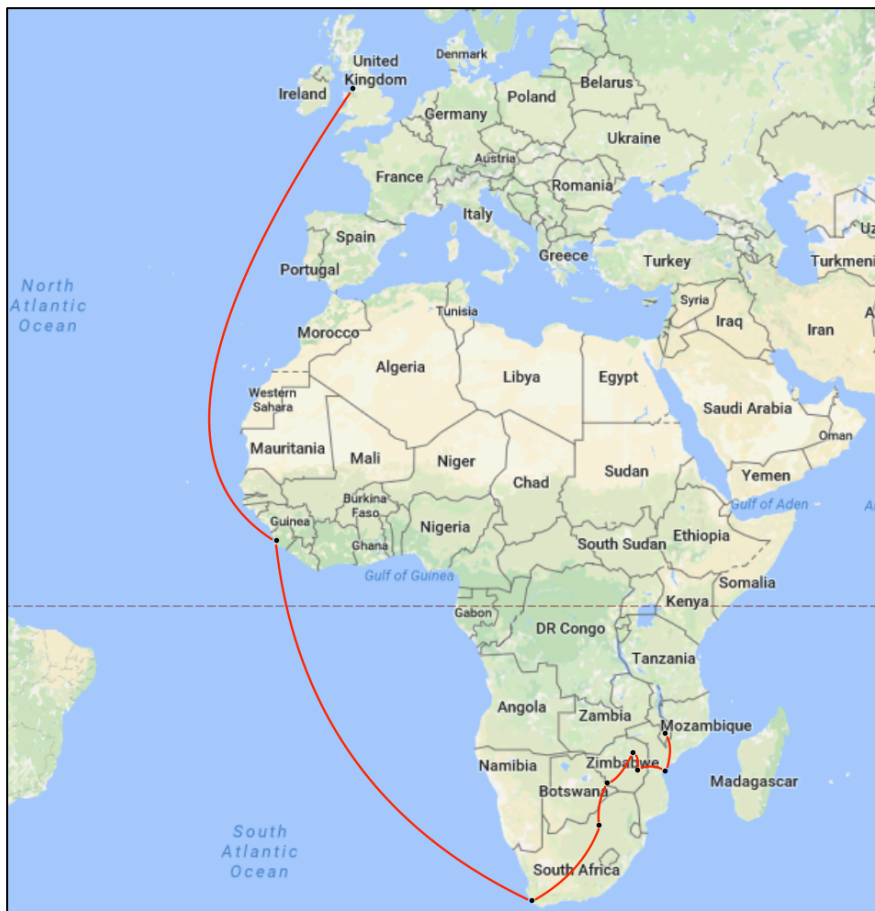 Denmark
United
Kingdom
Ireland
Belarus
Poland
Germany
Ukraine
Austria
France
Romania
Italy
Spain
Greece
Portugal
Turkey
Turkmeni
Uz
North
Atlantic
Ocean
Syria
Tunisia
Iraq
Iran
A
Morocco
Algeria
Libya
Egypt
Western
Sahara
Saudi Arabia
Oman
Mauritania
Mali
Niger
Chad
Sudan
Yemen
Gulf of Aden
Burkina
Faso
Guinea
Nigeria
Ghana
Ethiopia
South Sudan
Gulf of Guinea
Somalia
Gabon
Kenya
DR Congo
Tanzania
Angola
Zambia
Mozambique
Namibia
Zimbabwe
Botswana
Madagascar
South
Atlantic
Ocean
South Africa